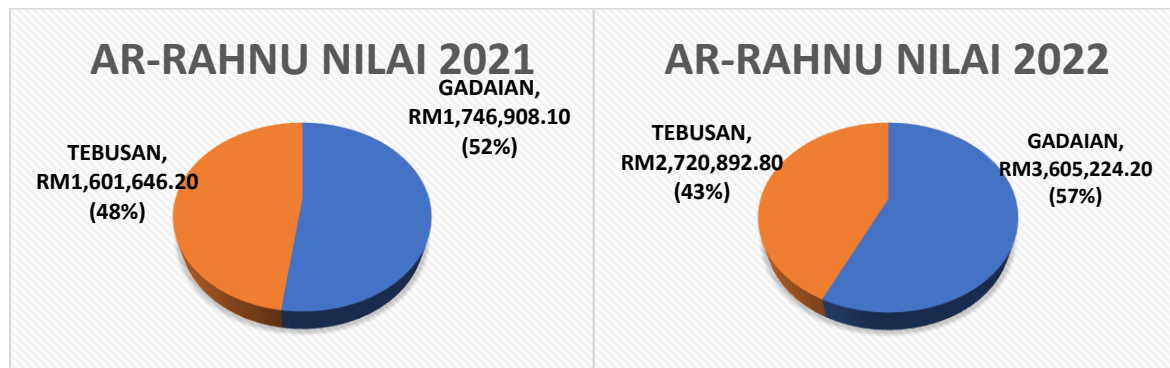 AR-RAHNU NILAI 2021
GADAIAN,
RM1,746,908.10
(52%)
TEBUSAN,
RM1,601,646.20
(48%)
AR-RAHNU NILAI 2022
TEBUSAN,
RM2,720,892.80
(43%)
GADAIAN,
RM3,605,224.20
(57%)